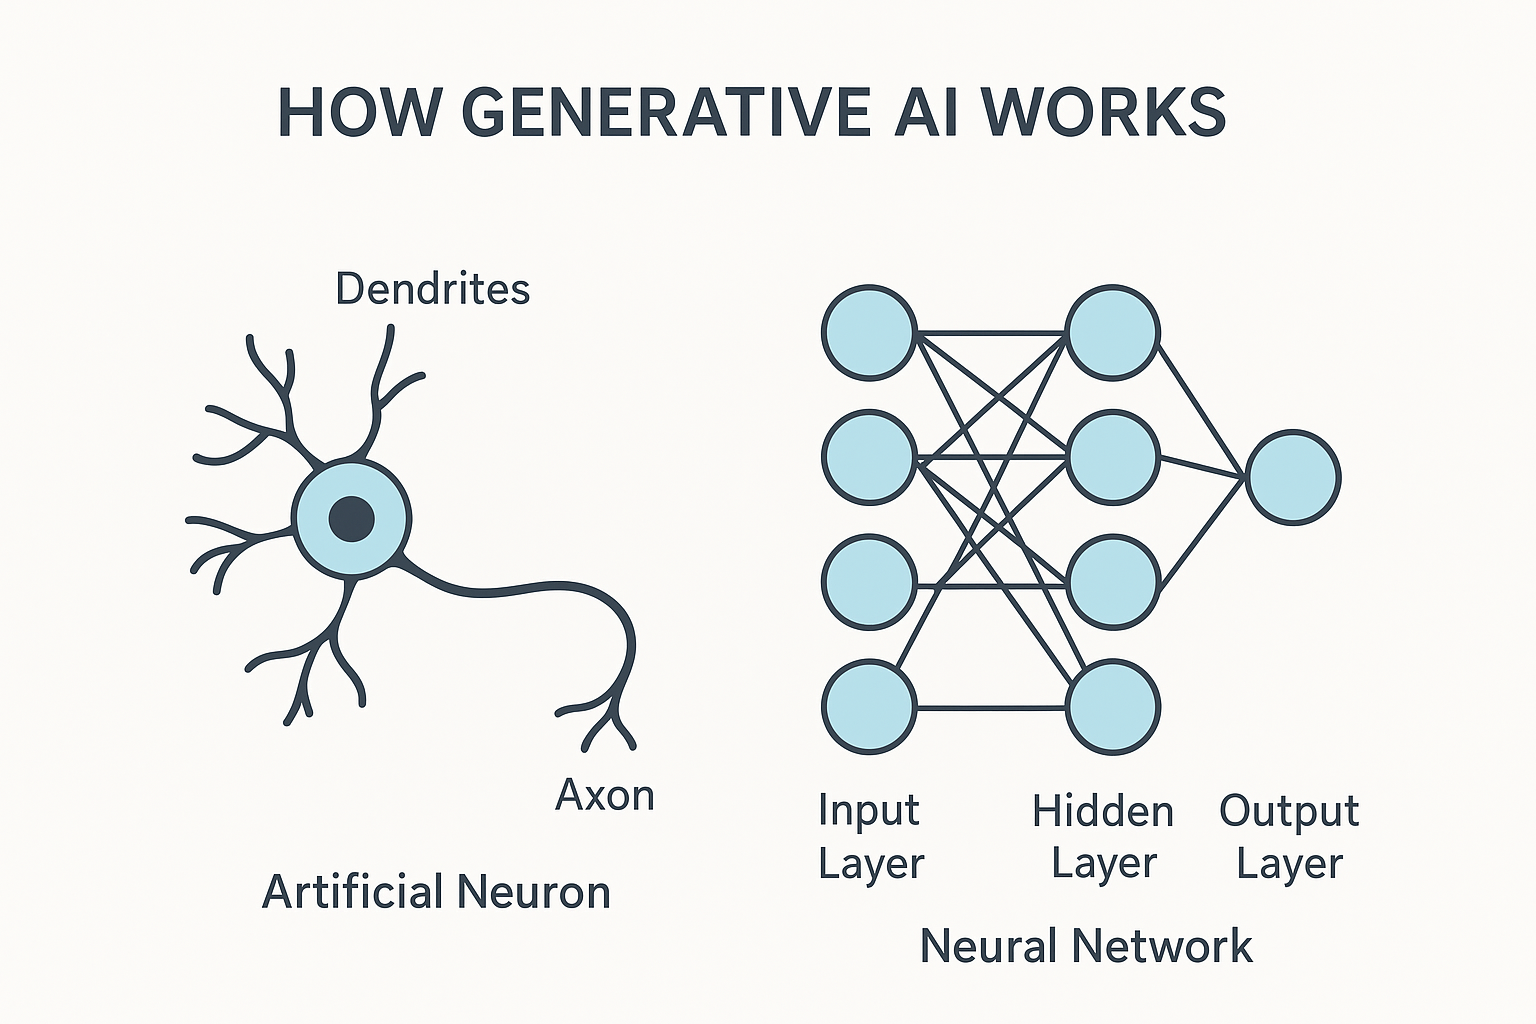 HOW GENERATIVE AI WORKS
Dendrites
Axon
Artificial Neuron
Input
Layer
Hidden
Layer
Output
Layer
Neural Network